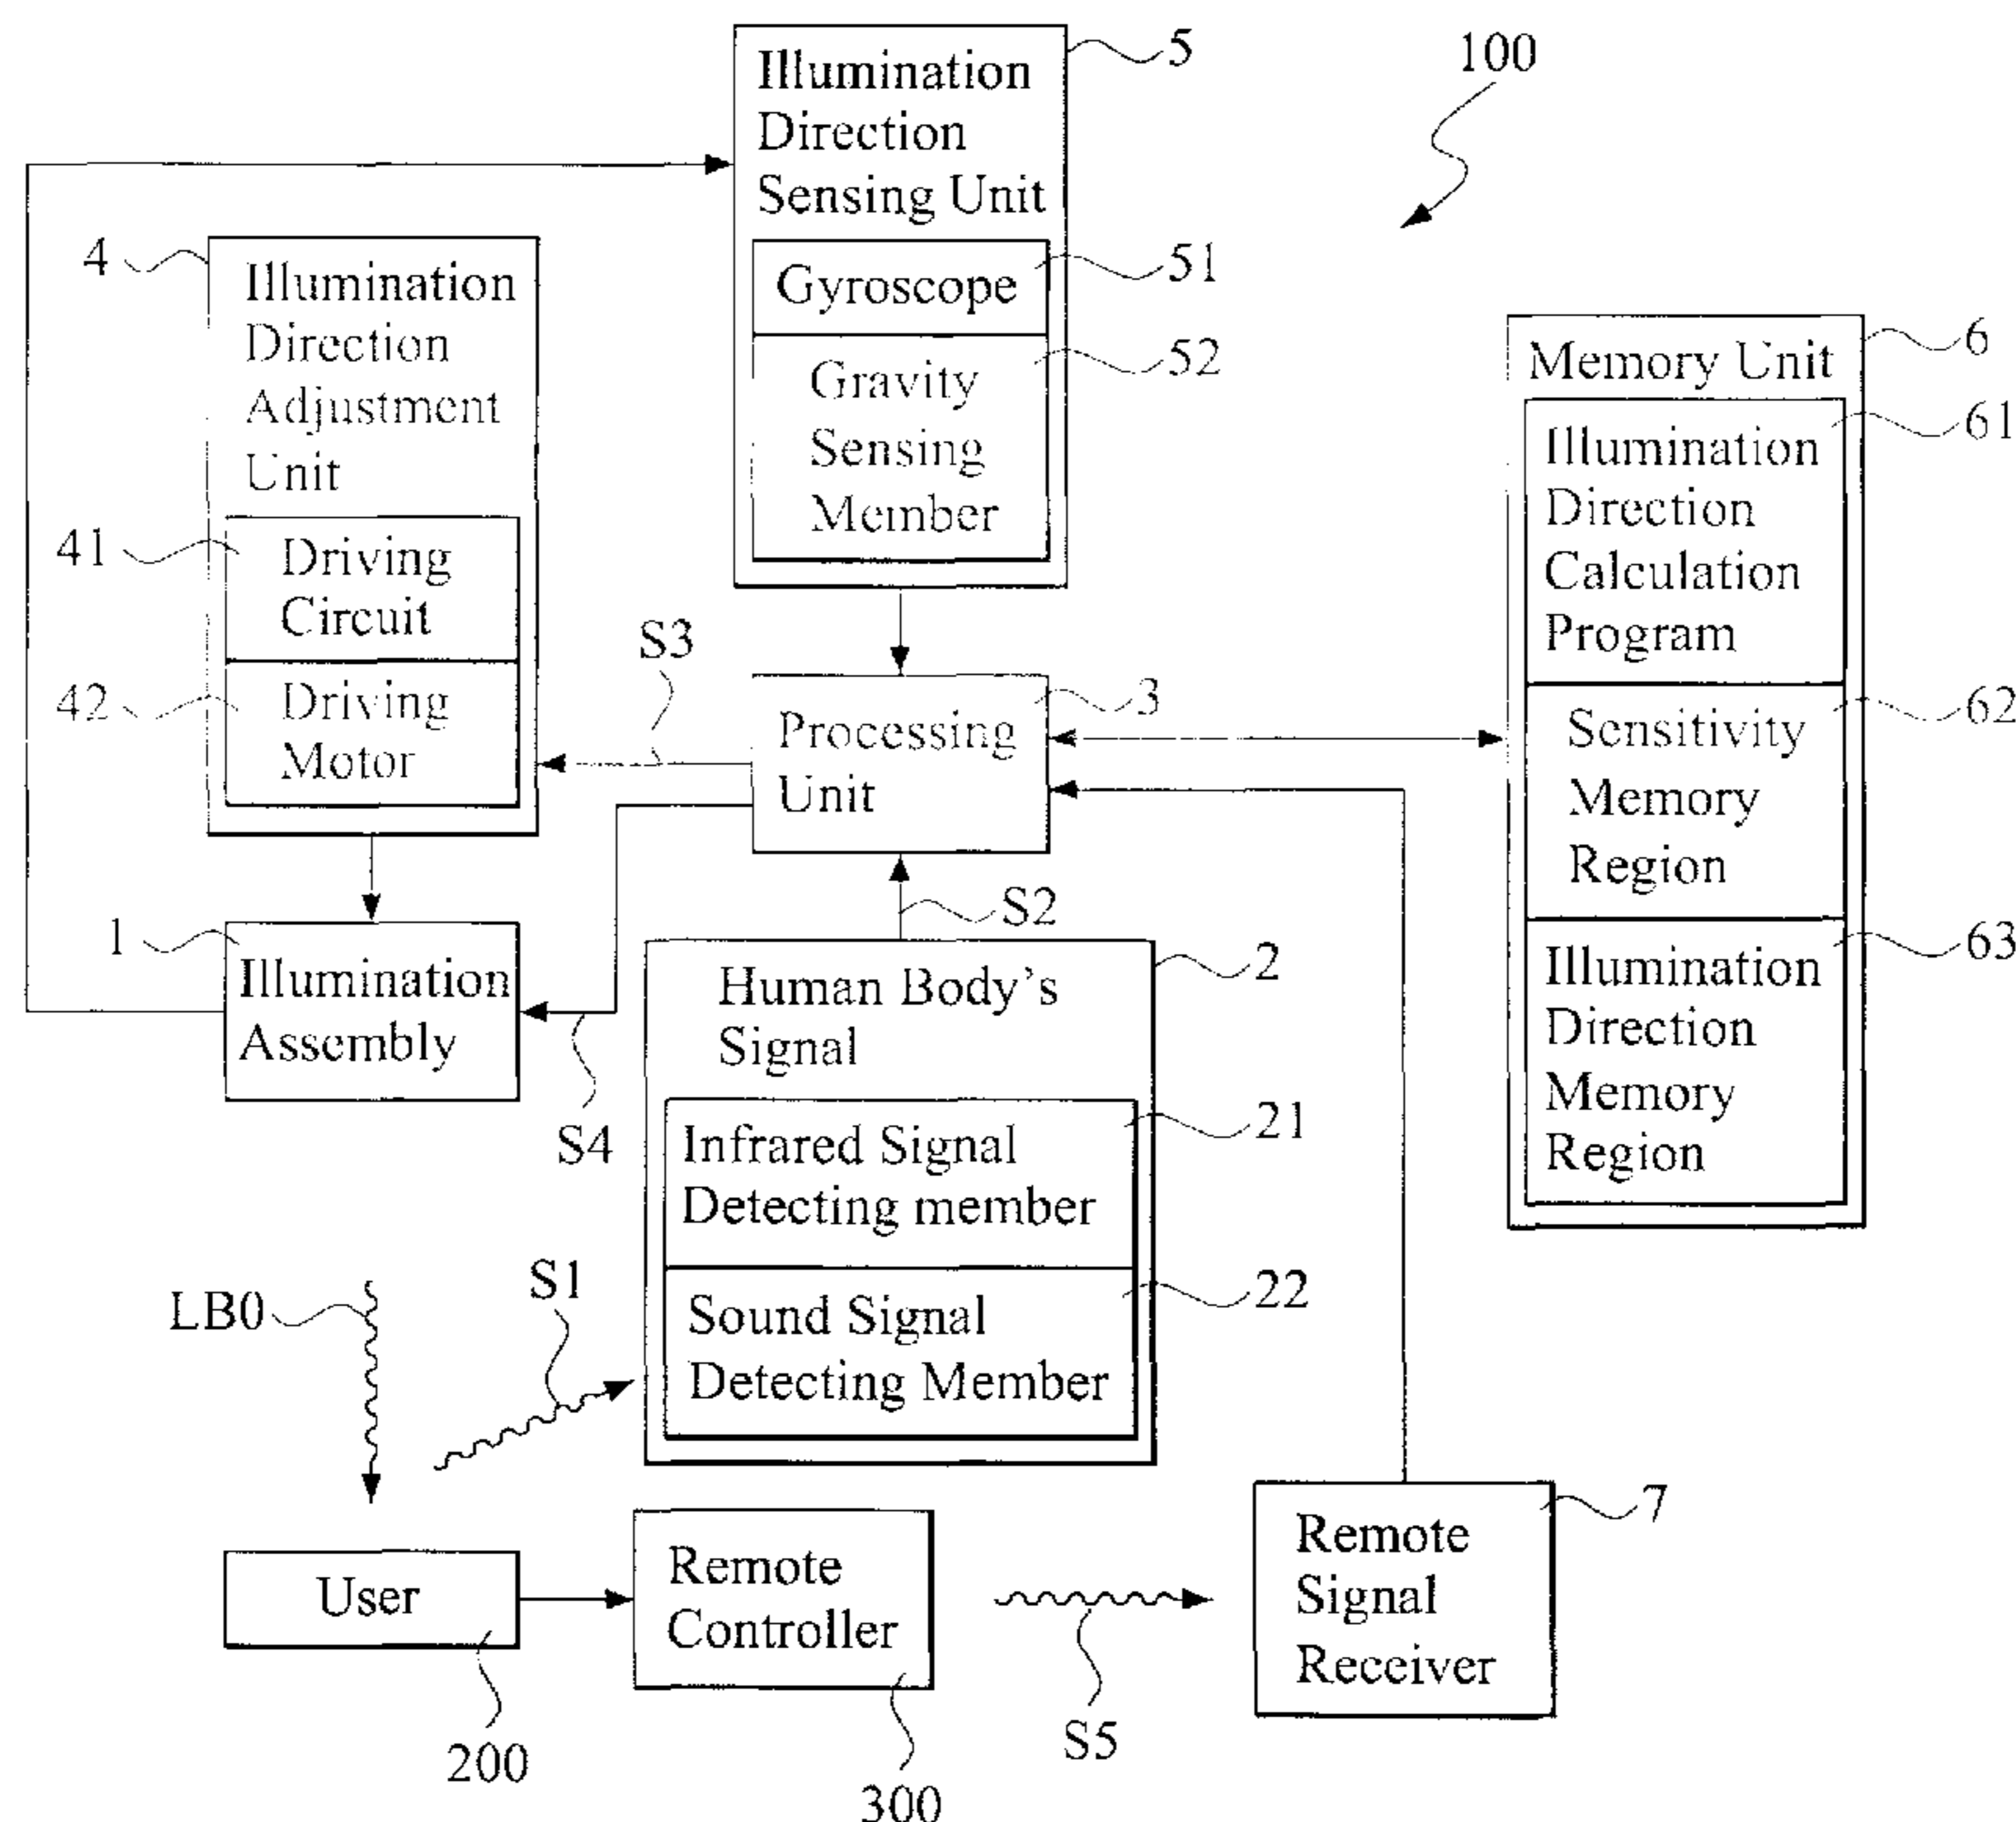 5
100
Illumination
Direction
Sensing Unit
Gyroscope
51
Gravity
Sensing
Member
52
4
Illumination
Direction
Adjustment
Unit
41
Driving
Circuit
42
Driving
Motor
6
Memory Unit
61
Illumination
Direction
Calculation
Program
62
Sensitivity
Memory
Region
63
Illumination
Direction
Memory
Region
S3
3
Processing
Unit
S2
1
Illumination
Assembly
S4
2
Human Body's
Signal
21
Infrared Signal
Detecting member
22
Sound Signal
Detecting Member
LB0
S1
User
200
Remote
Controller
300
S5
7
Remote
Signal
Receiver